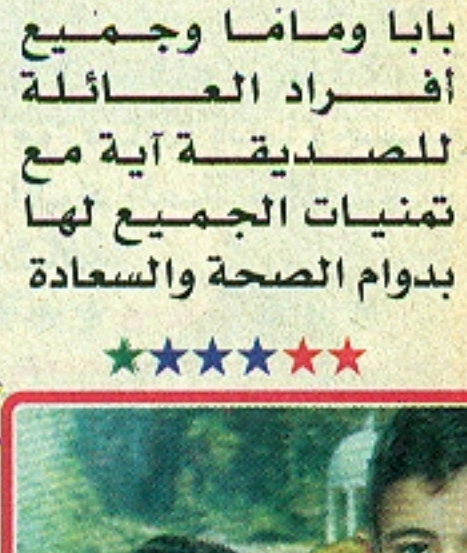 بابا وماما وجميع
أفراد العائلة
للصديقة آية مع
تمنيات الجميع لها
بدوام الصحة والسعادة